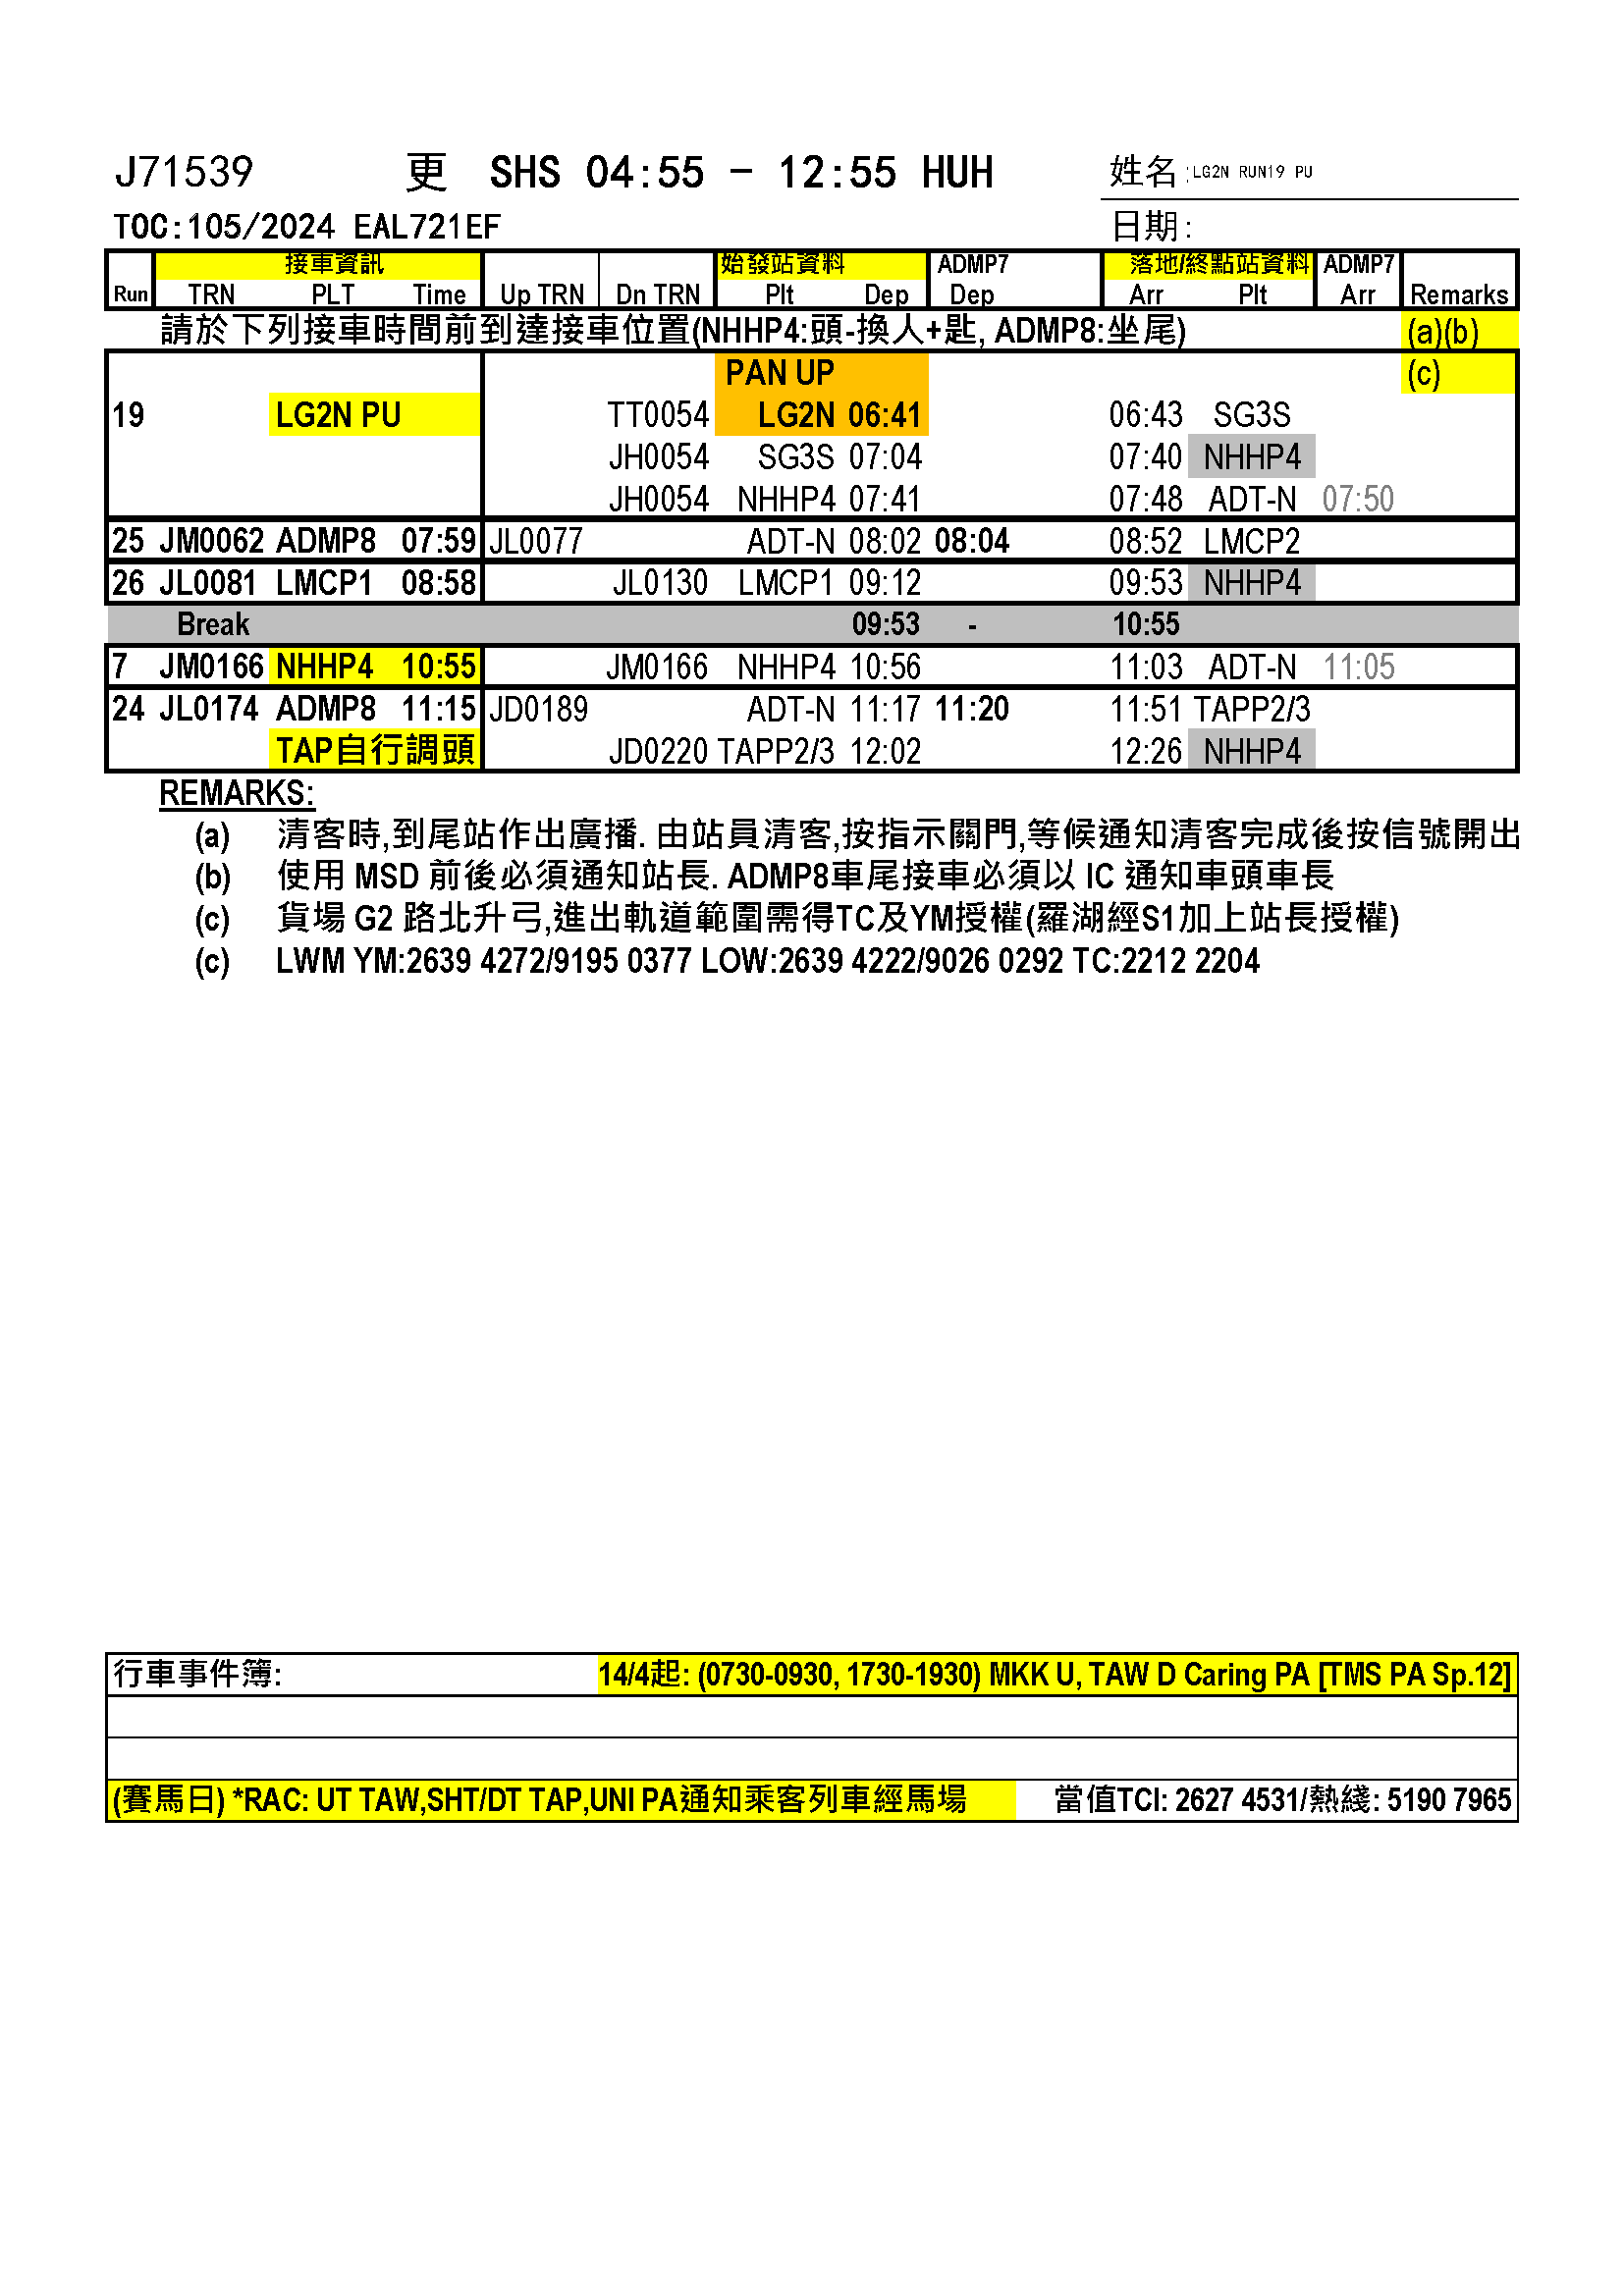 J71539 更 SHS 04:55 - 12:55 HUH 姓名:LG2N RUN19 PU
TOC:105/2024 EAL721EF 日期:
接車資訊 始發站資料 ADMP7 落地/終點站資料 ADMP7
Run TRN PLT Time Up TRN Dn TRN Plt Dep Dep Arr Plt Arr Remarks
請於下列接車時間前到達接車位置(NHHP4:頭-換人+匙, ADMP8:坐尾) (a)(b)
PAN UP (c)
19 LG2N PU TT0054 LG2N 06:41 06:43 SG3S
JH0054 SG3S 07:04 07:40 NHHP4
JH0054 NHHP4 07:41 07:48 ADT-N 07:50
25 JM0062 ADMP8 07:59 JL0077 ADT-N 08:02 08:04 08:52 LMCP2
26 JL0081 LMCP1 08:58 JL0130 LMCP1 09:12 09:53 NHHP4
Break 09:53 - 10:55
7 JM0166 NHHP4 10:55 JM0166 NHHP4 10:56 11:03 ADT-N 11:05
24 JL0174 ADMP8 11:15 JD0189 ADT-N 11:17 11:20 11:51 TAPP2/3
TAP自行調頭 JD0220 TAPP2/3 12:02 12:26 NHHP4
REMARKS:
(a) 清客時,到尾站作出廣播. 由站員清客,按指示關門,等候通知清客完成後按信號開出
(b) 使用 MSD 前後必須通知站長. ADMP8車尾接車必須以 IC 通知車頭車長
(c) 貨場 G2 路北升弓,進出軌道範圍需得TC及YM授權(羅湖經S1加上站長授權)
(c) LWM YM:2639 4272/9195 0377 LOW:2639 4222/9026 0292 TC:2212 2204
行車事件簿: 14/4起: (0730-0930, 1730-1930) MKK U, TAW D Caring PA [TMS PA Sp.12]
(賽馬日) *RAC: UT TAW,SHT/DT TAP,UNI PA通知乘客列車經馬場 當值TCI: 2627 4531/熱綫: 5190 7965